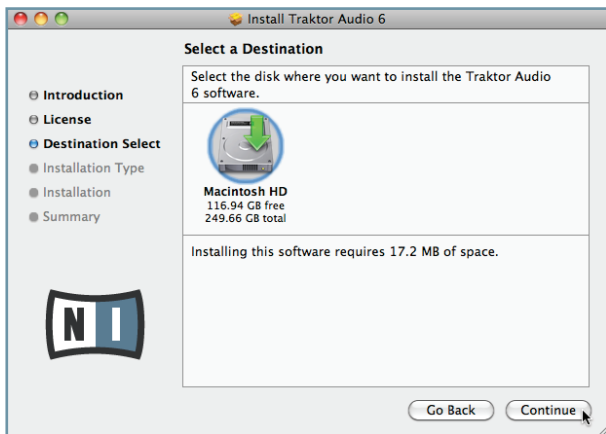 Install Traktor Audio 6
Select a Destination
Introduction
License
Destination Select
Installation Type
Installation
Summary
Select the disk where you want to install the Traktor Audio
6 software.
Macintosh HD
116.94 GB free
249.66 GB total
Installing this software requires 17.2 MB of space.
N I
Go Back
Continue